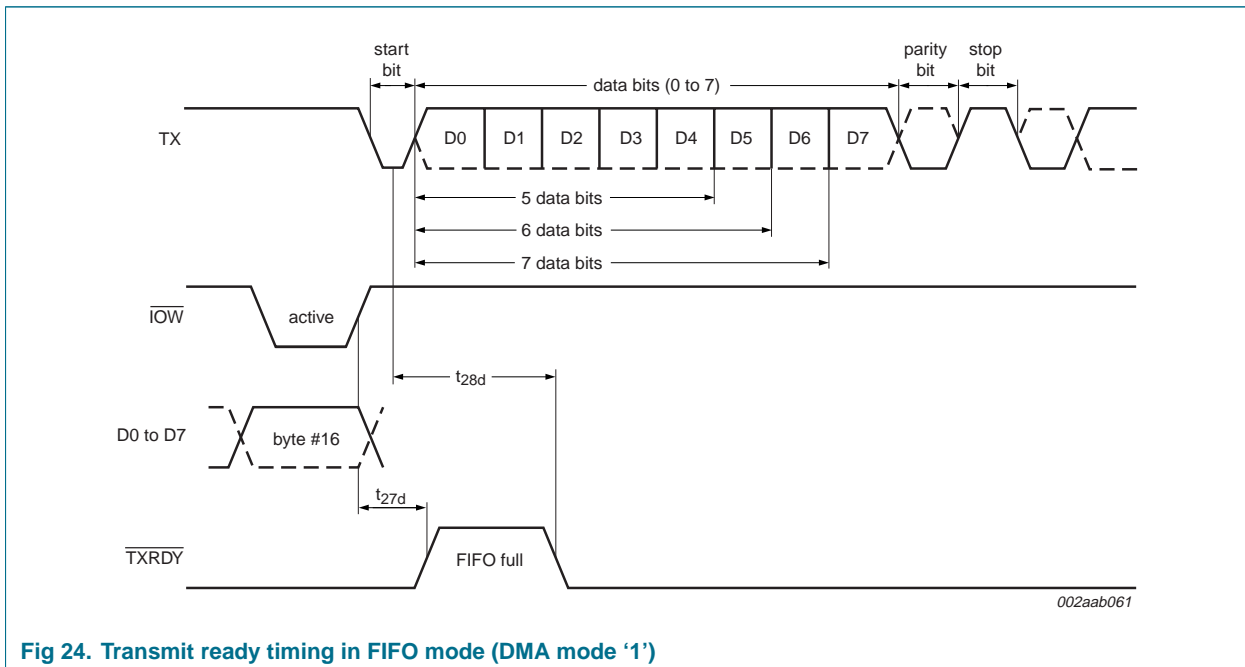 start
bit
data bits (0 to 7)
parity
bit
stop
bit
TX
D0 D1 D2 D3 D4 D5 D6 D7
5 data bits
6 data bits
7 data bits
IOW
active
t28d
D0 to D7
byte #16
t27d
TXRDY
FIFO full
002aab061
Fig 24. Transmit ready timing in FIFO mode (DMA mode ‘1’)